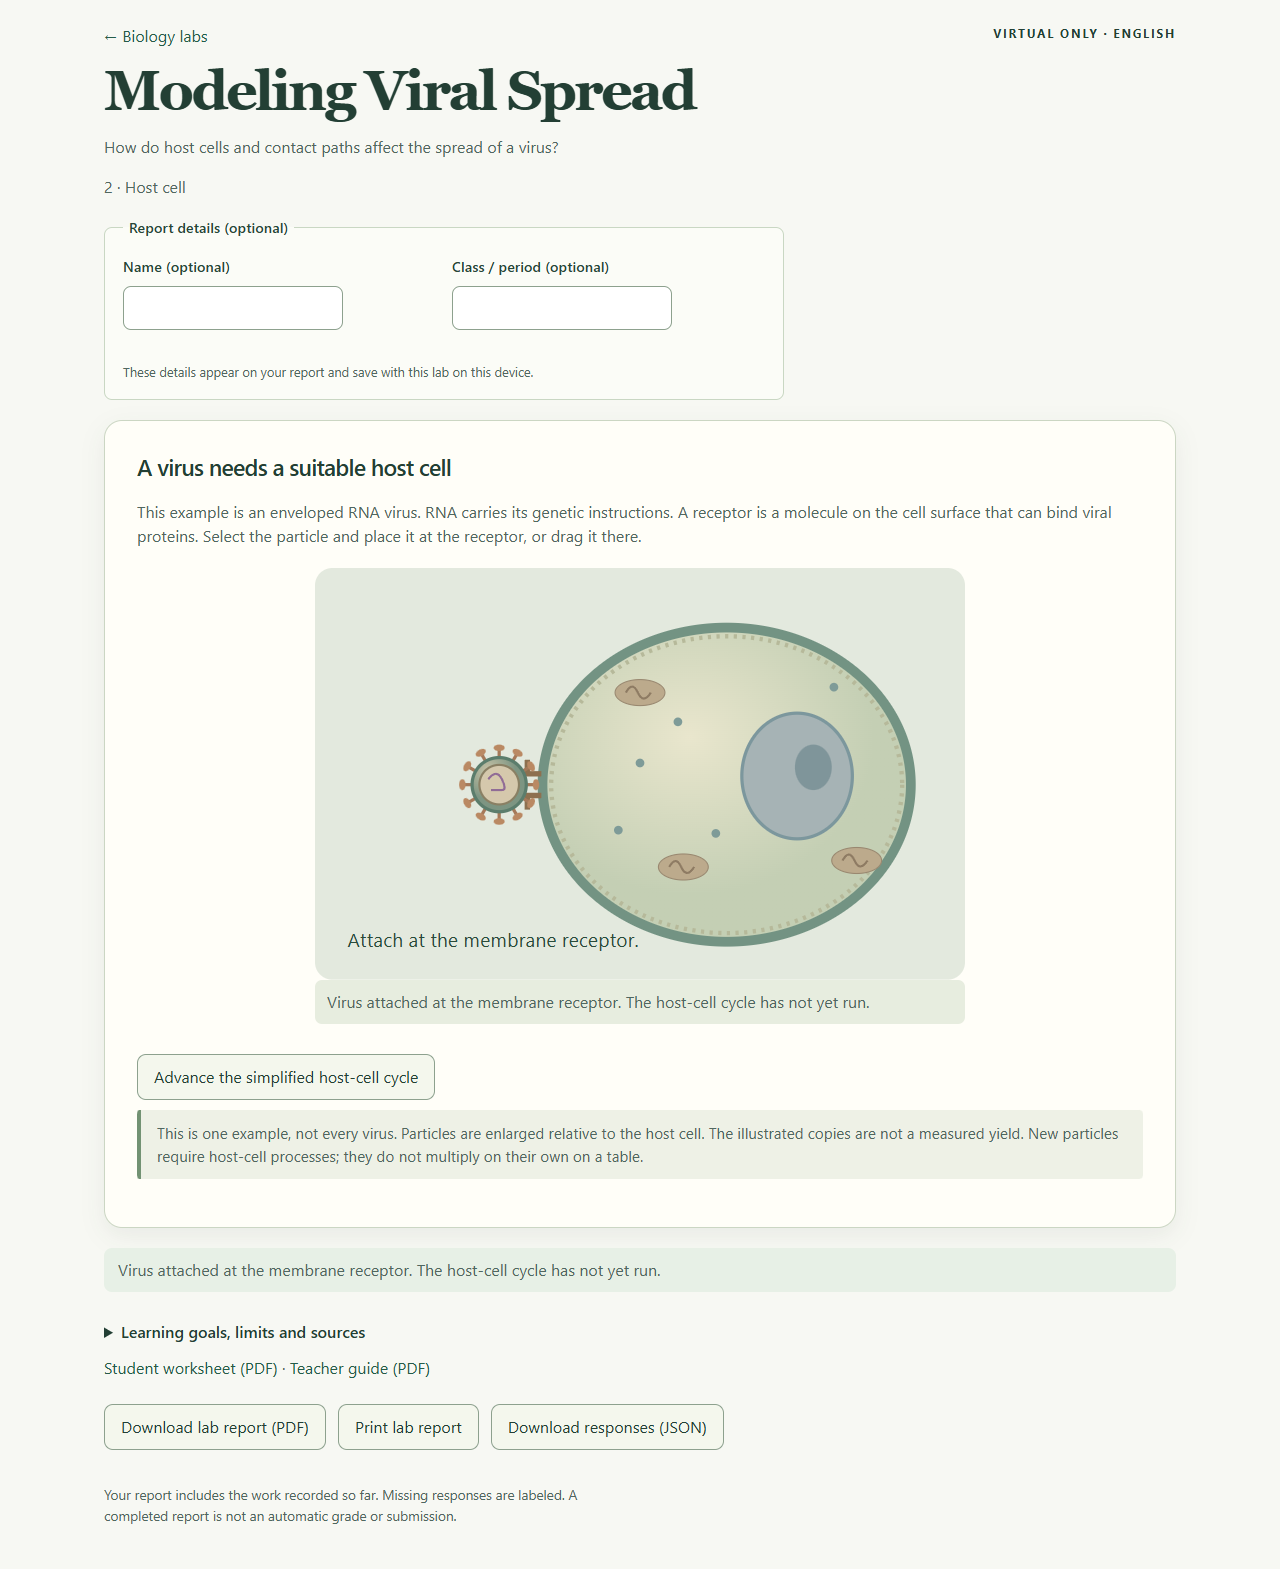 ← Biology labs
VIRTUAL ONLY · ENGLISH
Modeling Viral Spread
How do host cells and contact paths affect the spread of a virus?
2 · Host cell
Report details (optional)
Name (optional)
Class / period (optional)
These details appear on your report and save with this lab on this device.
A virus needs a suitable host cell
This example is an enveloped RNA virus. RNA carries its genetic instructions. A receptor is a molecule on the cell surface that can bind viral
proteins. Select the particle and place it at the receptor, or drag it there.
Attach at the membrane receptor.
Virus attached at the membrane receptor. The host-cell cycle has not yet run.
Advance the simplified host-cell cycle
This is one example, not every virus. Particles are enlarged relative to the host cell. The illustrated copies are not a measured yield. New particles
require host-cell processes; they do not multiply on their own on a table.
Virus attached at the membrane receptor. The host-cell cycle has not yet run.
▶ Learning goals, limits and sources
Student worksheet (PDF) · Teacher guide (PDF)
Download lab report (PDF)
Print lab report
Download responses (JSON)
Your report includes the work recorded so far. Missing responses are labeled. A
completed report is not an automatic grade or submission.